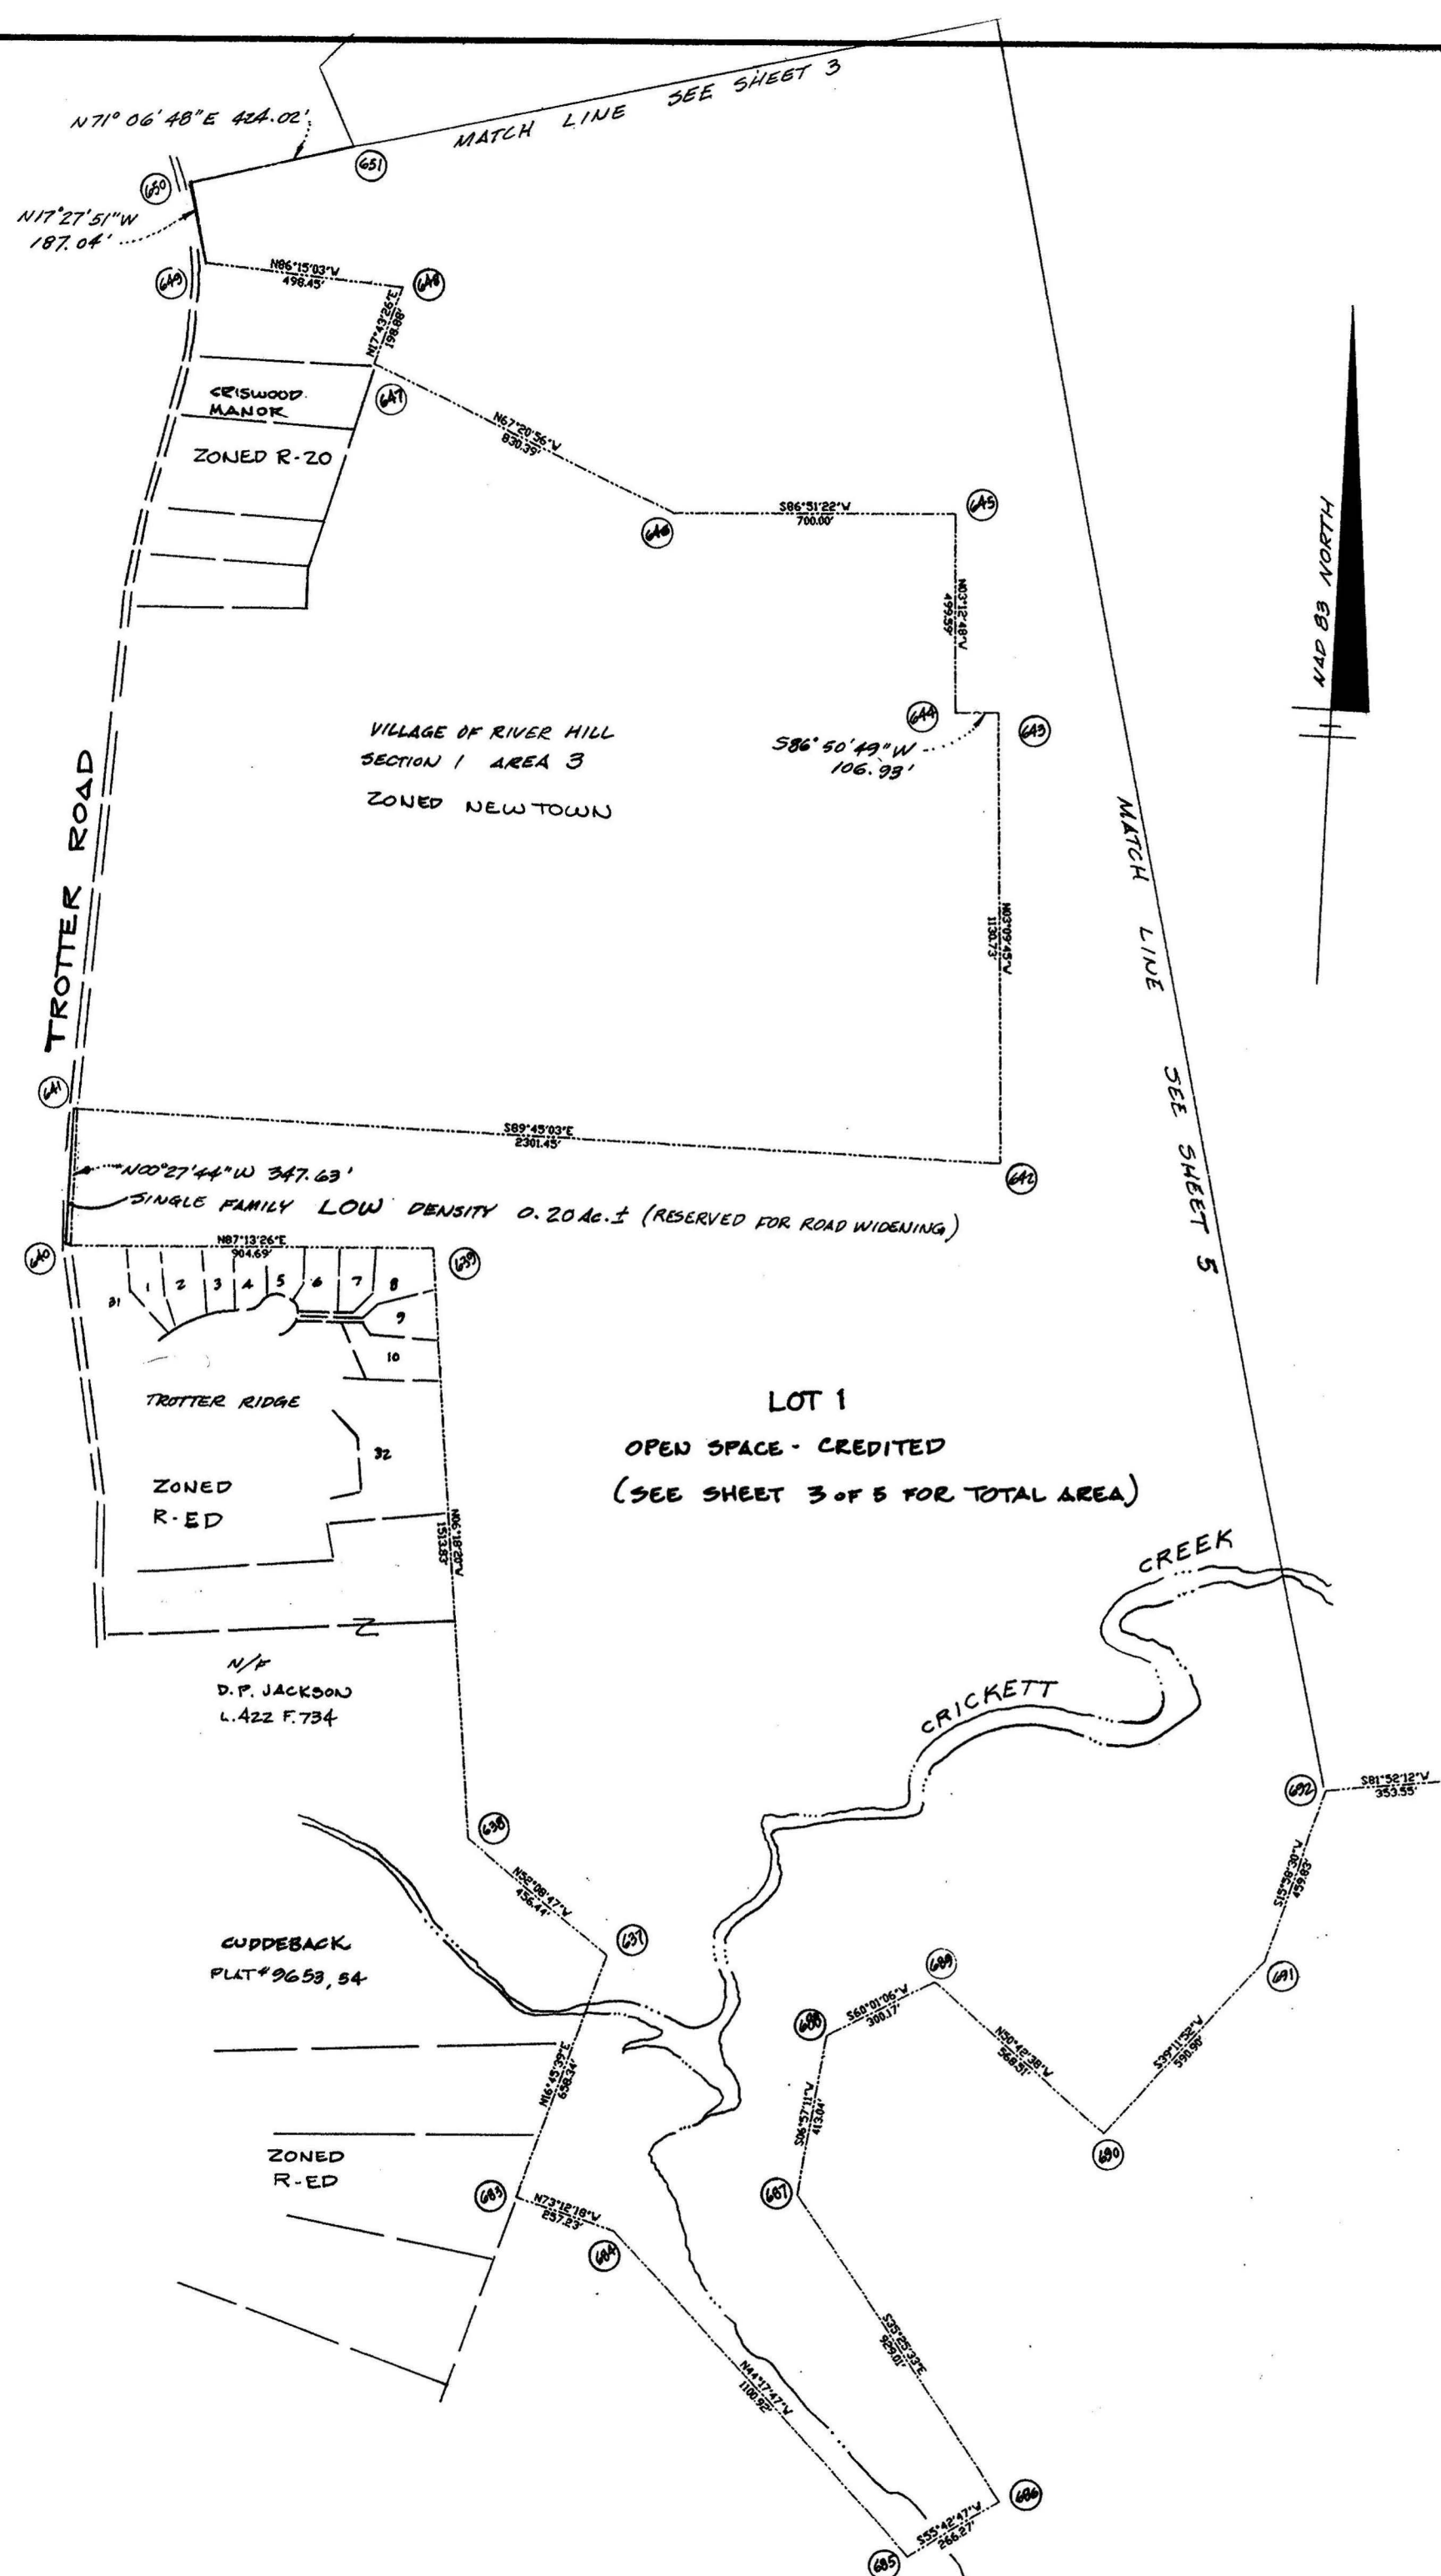 MATCH LINE SEE SHEET 3
N71° 06' 48"E 424.02'
651
650
N17°27'51"W
187.04'
649
N86°15'03"W
498.45'
648
N17°43'26"E
198.88'
647
CRISWOOD
MANOR
ZONED R-20
N67°20'56"W
830.39'
646
S86°51'22"W
700.00'
645
N03°12'48"W
499.59'
644
643
S86°50'49"W
106.93'
NAD 83 NORTH
VILLAGE OF RIVER HILL
SECTION 1 AREA 3
ZONED NEW TOWN
TROTTER ROAD
MATCH LINE SEE SHEET 5
N03°09'45"W
1130.73'
641
S89°45'03"E
2301.45'
642
N00°27'44"W 347.63'
SINGLE FAMILY LOW DENSITY 0.20 Ac.± (RESERVED FOR ROAD WIDENING)
640
N87°13'26"E
904.69'
639
31
1
2
3
4
5
6
7
8
9
10
TROTTER RIDGE
32
ZONED
R-ED
N06°18'20"W
1513.83'
LOT 1
OPEN SPACE - CREDITED
(SEE SHEET 3 OF 5 FOR TOTAL AREA)
CRICKETT CREEK
N/F
D.P. JACKSON
L.422 F.734
638
N52°08'47"W
456.44'
637
692
S81°52'12"W
353.55'
S15°58'30"W
459.83'
691
CUDDEBACK
PLAT#9653,54
N16°45'39"E
658.34'
689
688
S60°01'06"W
300.17'
N50°42'38"W
568.51'
S39°11'52"W
590.90'
690
S06°57'11"W
413.04'
ZONED
R-ED
683
N73°12'18"W
257.23'
684
687
S35°25'33"E
929.01'
N44°17'47"W
1100.92'
686
S55°42'47"W
266.27'
685